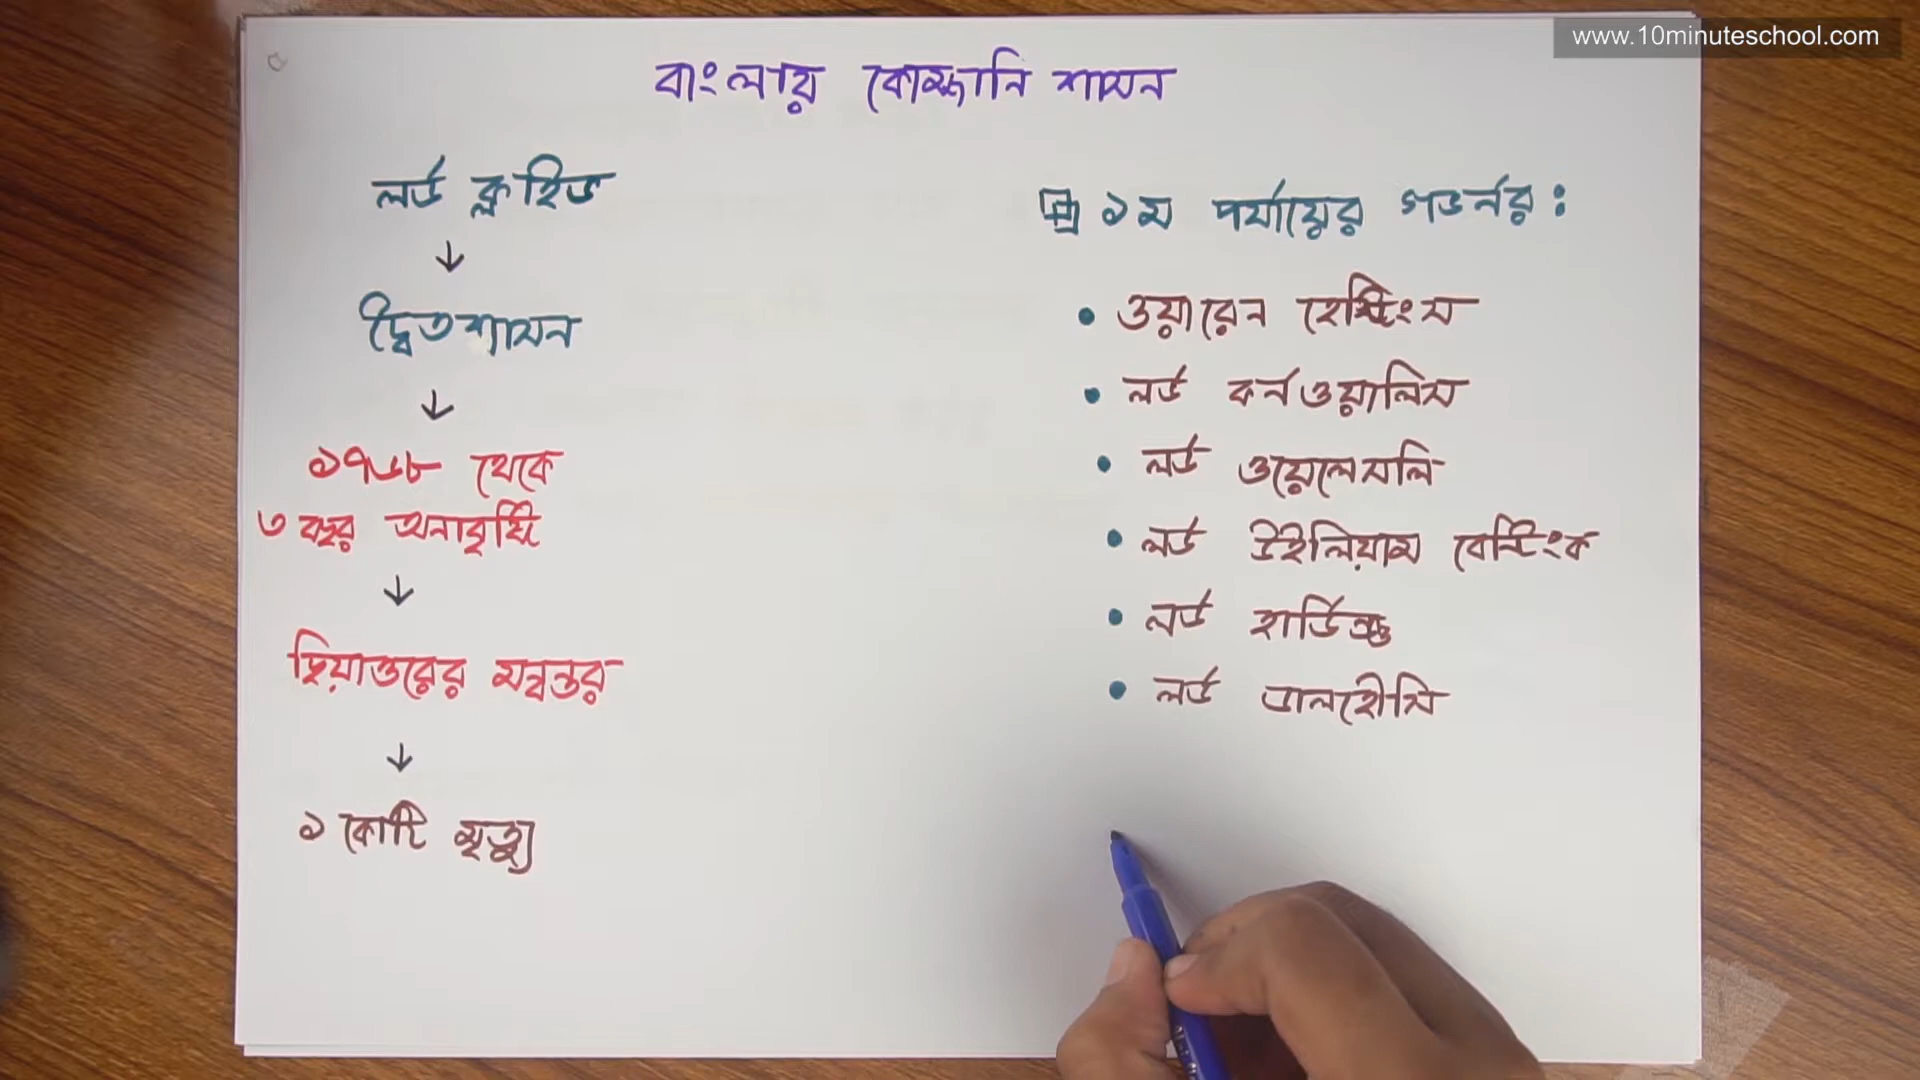 www.10minuteschool.com
বাংলায় কোম্পানি শাসন
লর্ড ক্লাইভ
↓
দ্বৈতশাসন
↓
১৭৬৮ থেকে
৩ বছর অনাবৃষ্টি
↓
ছিয়াত্তরের মন্বন্তর
↓
১ কোটি মৃত্যু
১ম পর্যায়ের গভর্নর :
• ওয়ারেন হেস্টিংস
• লর্ড কর্নওয়ালিস
• লর্ড ওয়েলেসলি
• লর্ড উইলিয়াম বেন্টিংক
• লর্ড হার্ডিঞ্জ
• লর্ড ডালহৌসি